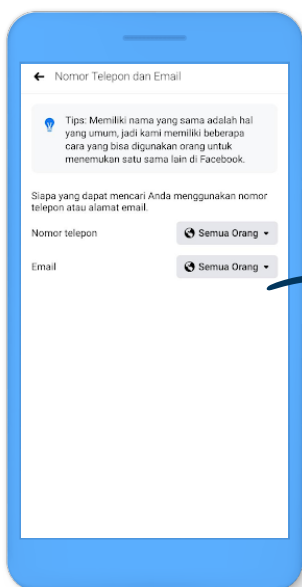 Nomor Telepon dan Email
Tips: Memiliki nama yang sama adalah hal
yang umum, jadi kami memiliki beberapa
cara yang bisa digunakan orang untuk
menemukan satu sama lain di Facebook.
Siapa yang dapat mencari Anda menggunakan nomor
telepon atau alamat email.
Nomor telepon Semua Orang
Email Semua Orang